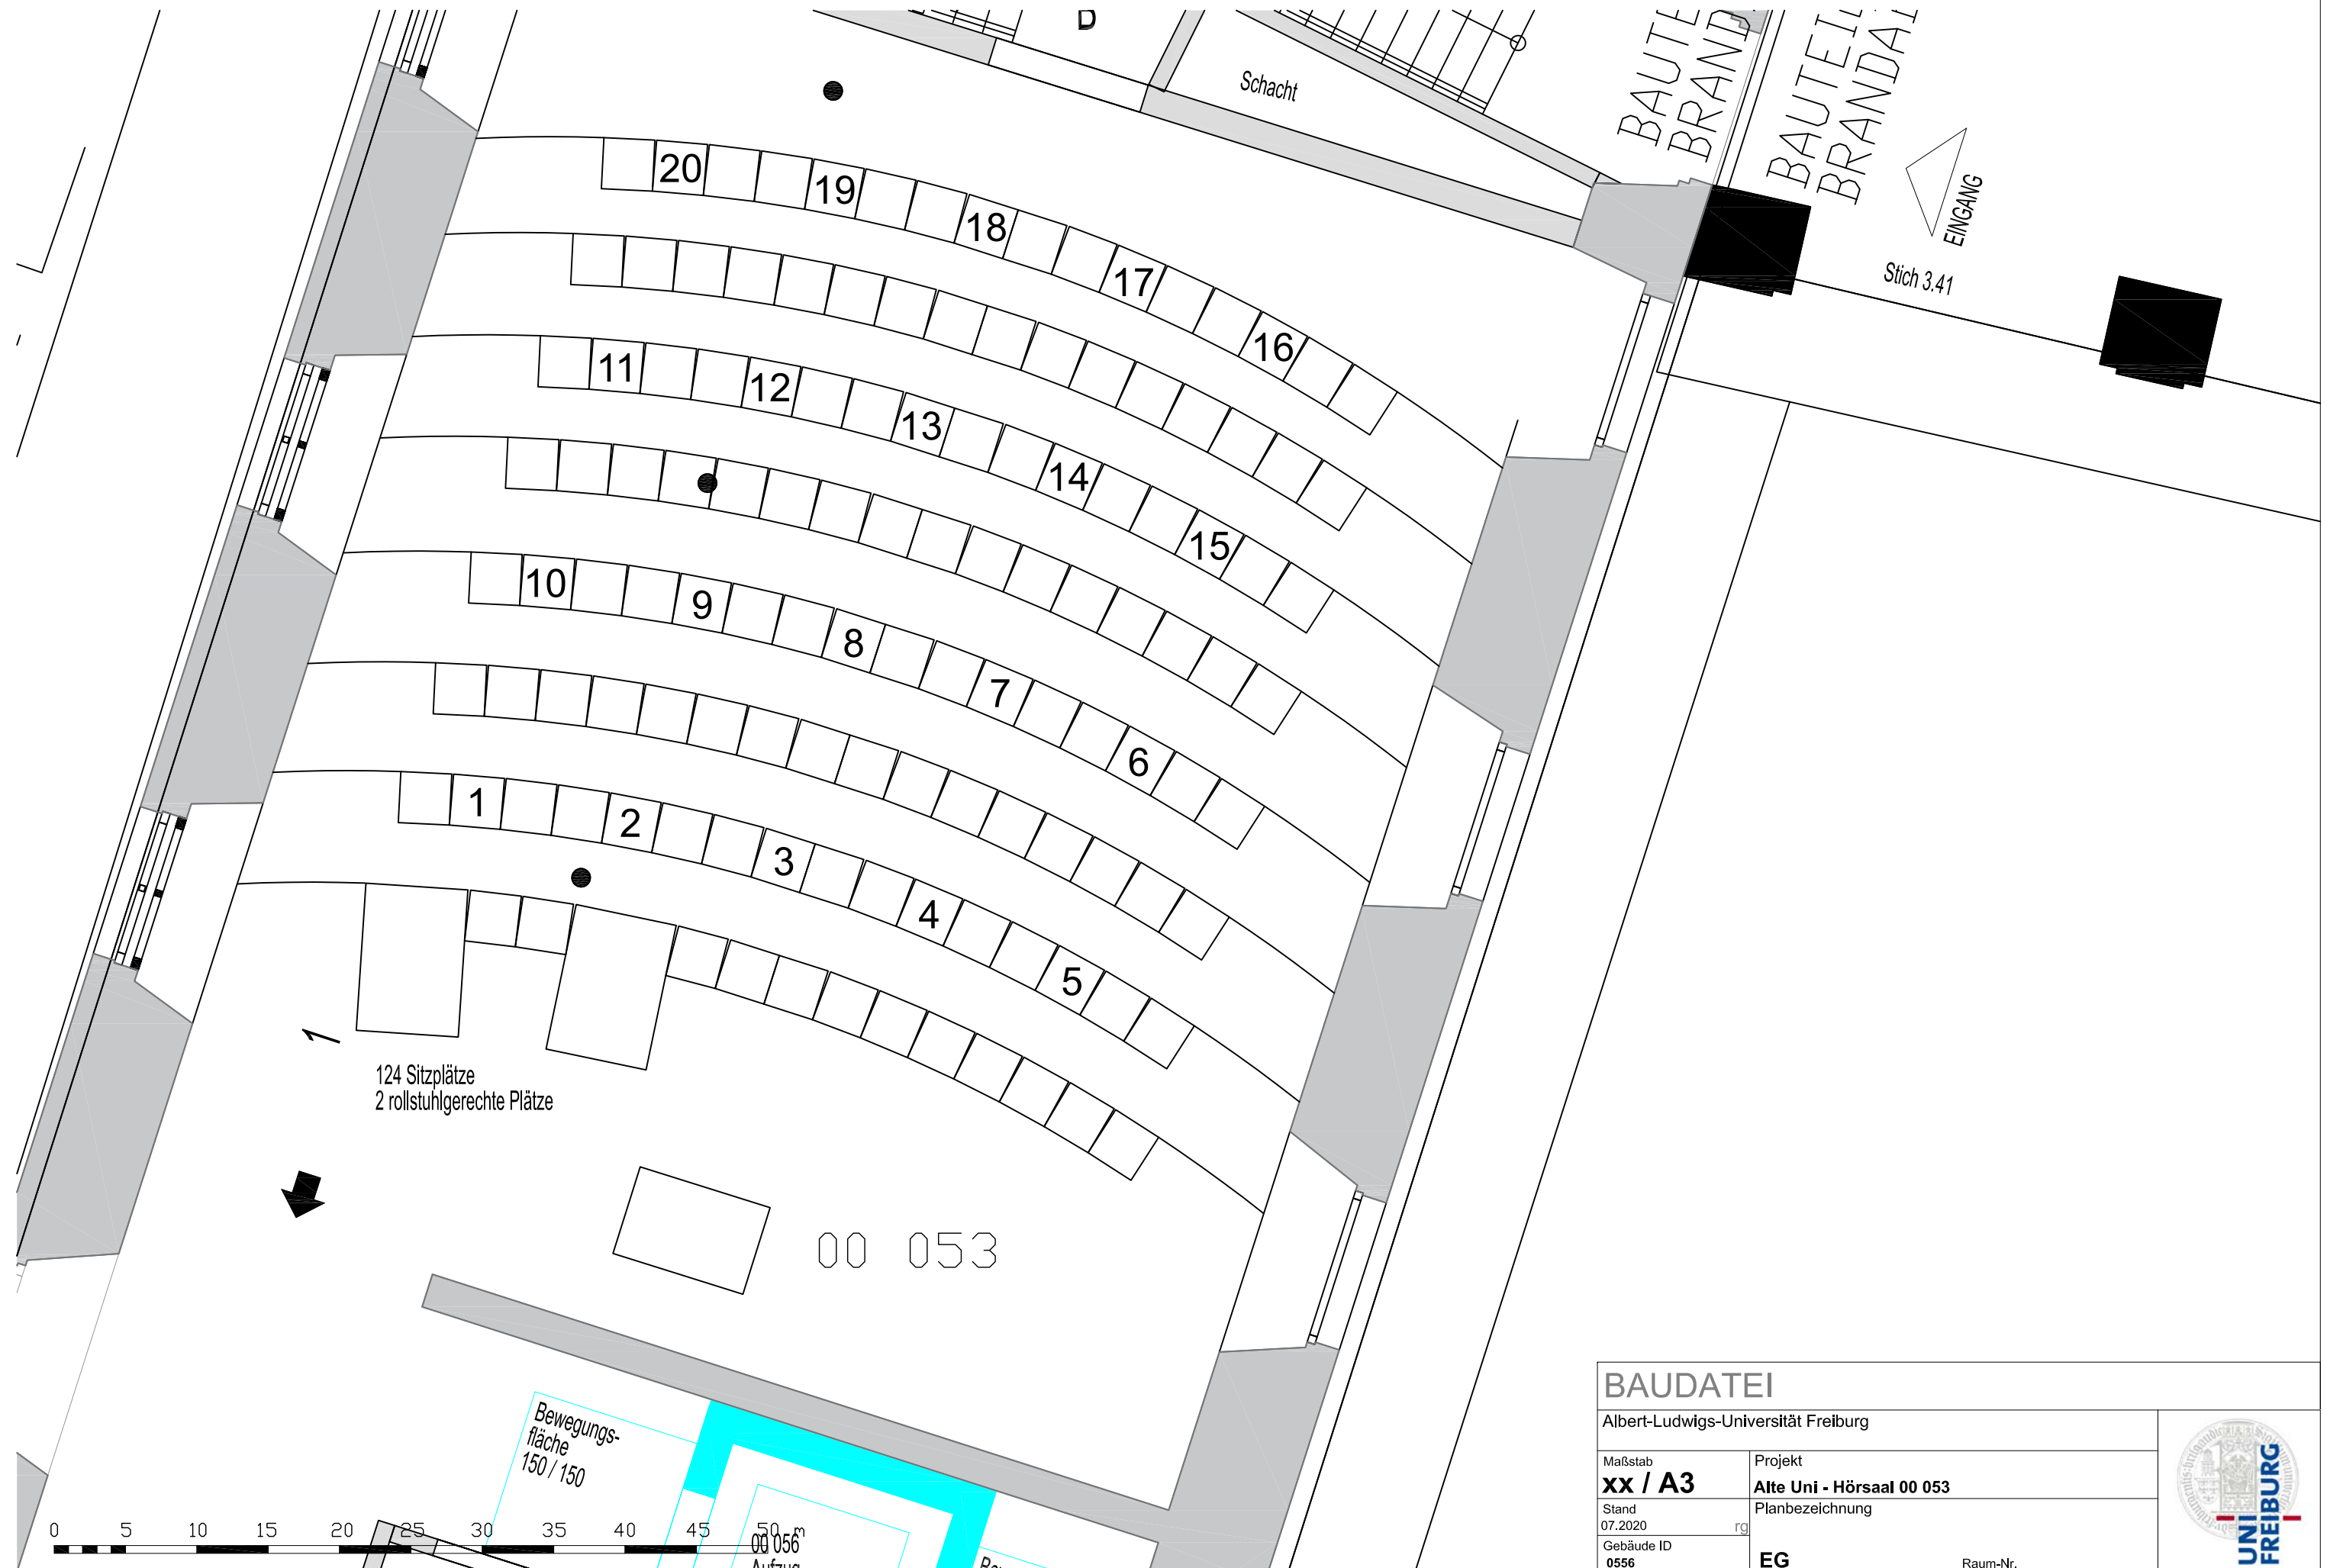 Schacht
EINGANG
Stich 3.41
20
19
18
17
16
11
12
13
14
15
10
9
8
7
6
1
2
3
4
5
1
124 Sitzplätze
2 rollstuhlgerechte Plätze
00 053
Bewegungs-
fläche
150 / 150
0 5 10 15 20 25 30 35 40 45 50 m
00 056
Aufzug
BAUDATEI
Albert-Ludwigs-Universität Freiburg
Maßstab
xx / A3
Projekt
Alte Uni - Hörsaal 00 053
Stand
07.2020
rg
Planbezeichnung
Gebäude ID
0556
EG
Raum-Nr.
UNI
FREIBURG